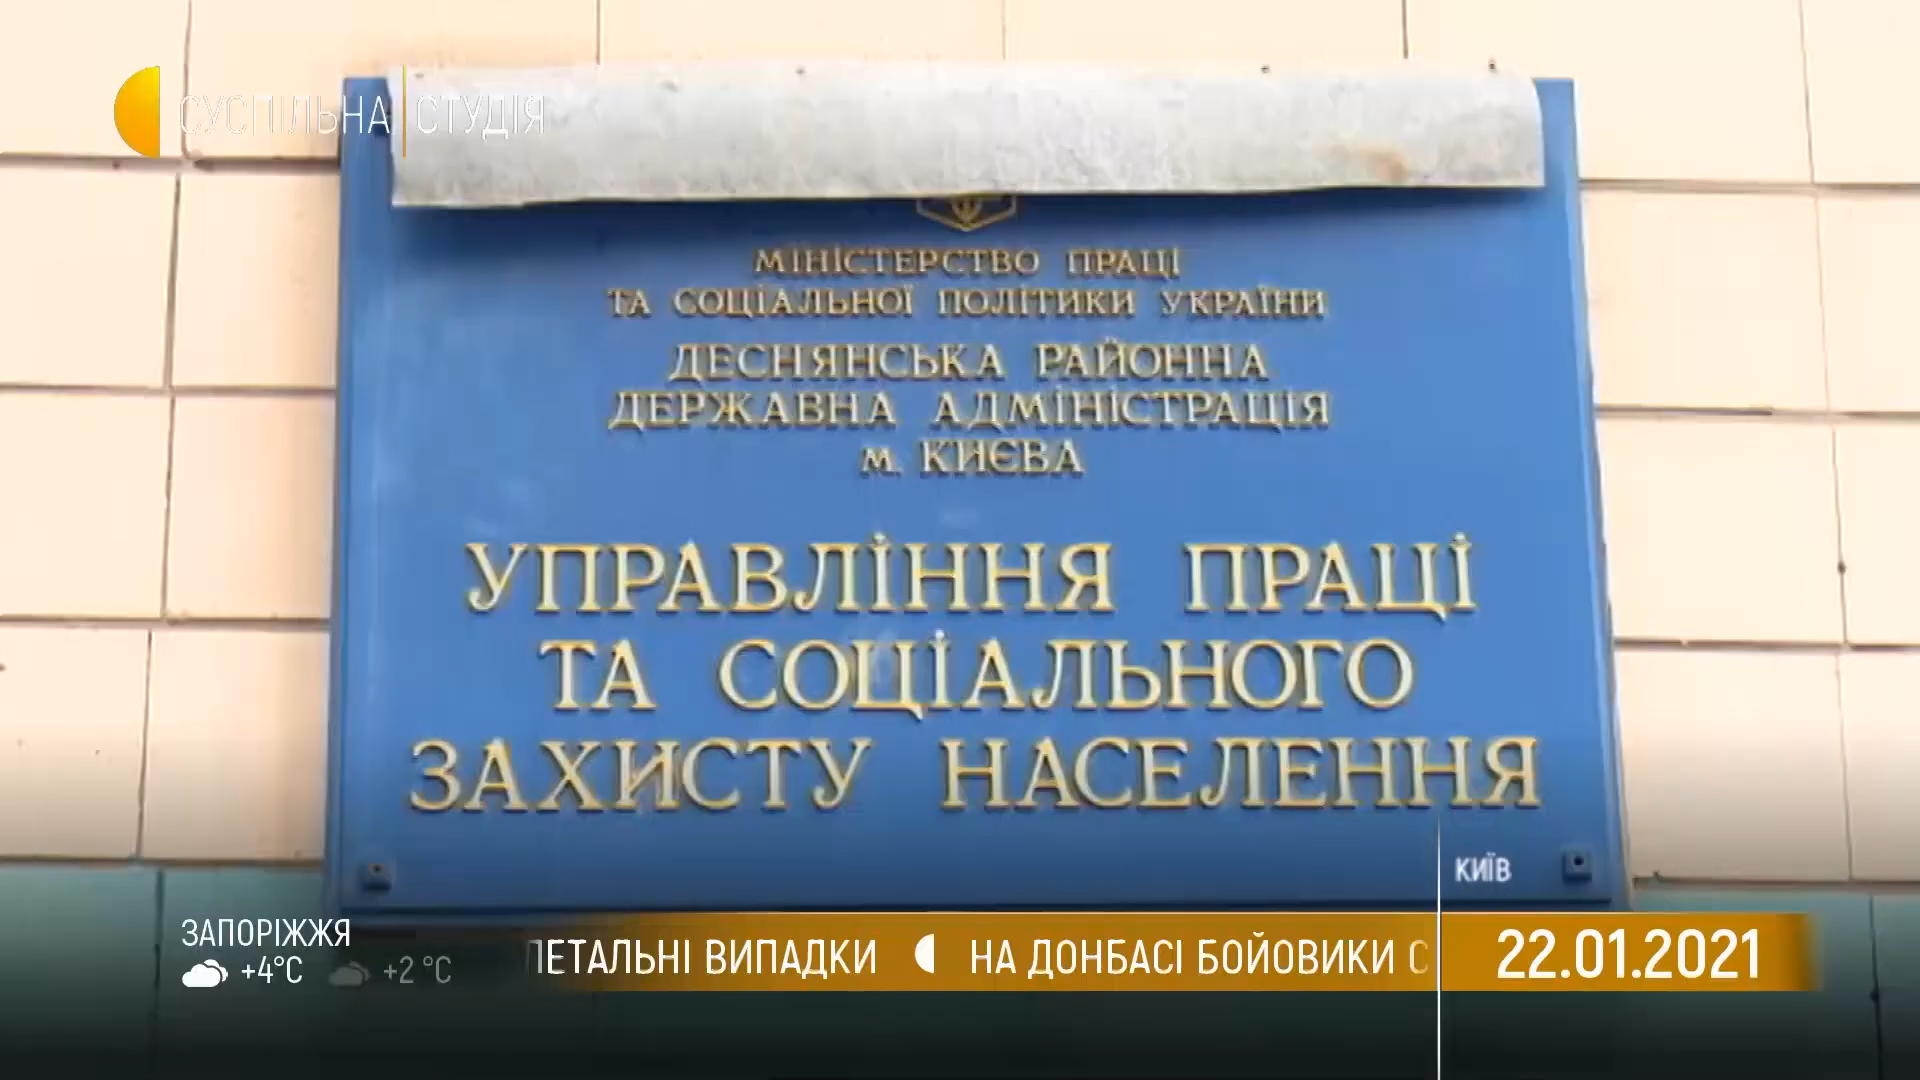 СУСПІЛЬНА СТУДІЯ
МІНІСТЕРСТВО ПРАЦІ
ТА СОЦІАЛЬНОЇ ПОЛІТИКИ УКРАЇНИ
ДЕСНЯНСЬКА РАЙОННА
ДЕРЖАВНА АДМІНІСТРАЦІЯ
м. КИЄВА
УПРАВЛІННЯ ПРАЦІ
ТА СОЦІАЛЬНОГО
ЗАХИСТУ НАСЕЛЕННЯ
КИЇВ
ЗАПОРІЖЖЯ
+4°C +2°C
ЛЕТАЛЬНІ ВИПАДКИ НА ДОНБАСІ БОЙОВИКИ С
22.01.2021